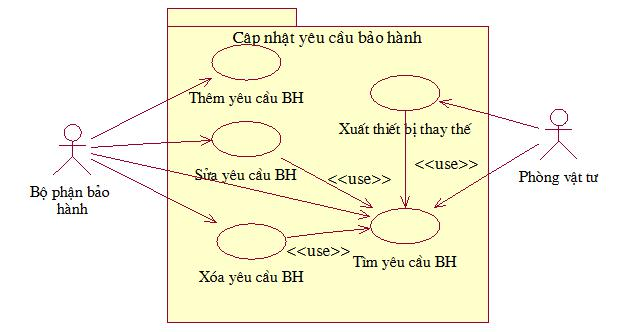 Cập nhật yêu cầu bảo hành
Thêm yêu cầu BH
Xuất thiết bị thay thế
Bộ phận bảo
hành
Sửa yêu cầu BH
<<use>>
<<use>>
Phòng vật tư
Xóa yêu cầu BH
<<use>>
Tìm yêu cầu BH